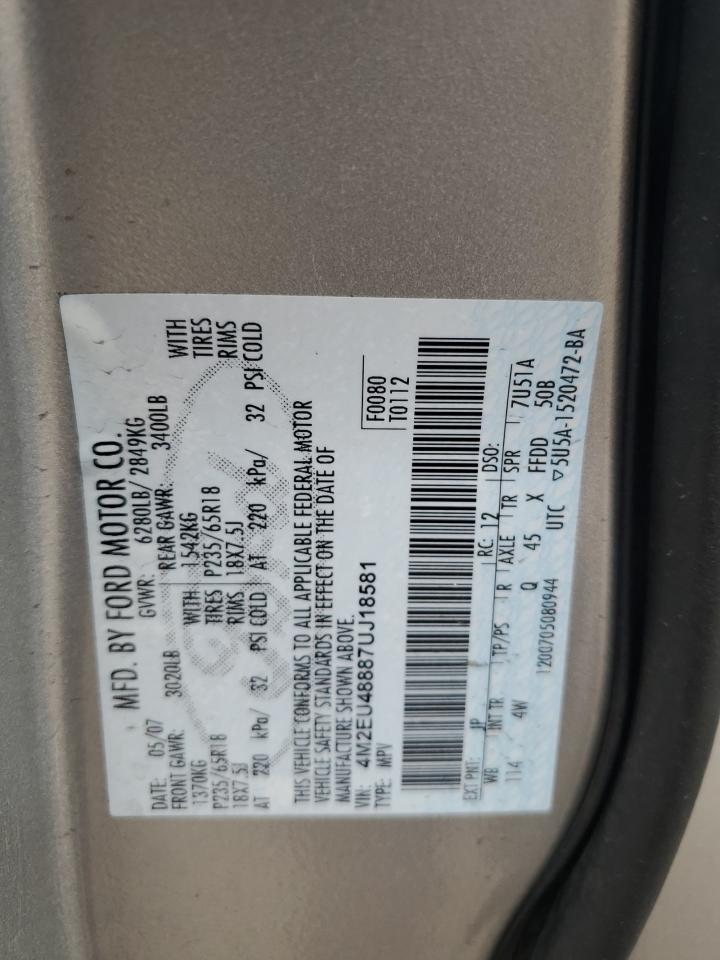 MFD. BY FORD MOTOR CO.
DATE: 05/07 GVWR: 6280LB/ 2849KG
FRONT GAWR: 3020LB REAR GAWR: 3400LB
1370KG WITH 1542KG WITH
P235/65R18 TIRES P235/65R18 TIRES
18X7.5J RIMS 18X7.5J RIMS
AT 220 kPa/ 32 PSI COLD AT 220 kPa/ 32 PSI COLD
THIS VEHICLE CONFORMS TO ALL APPLICABLE FEDERAL MOTOR
VEHICLE SAFETY STANDARDS IN EFFECT ON THE DATE OF
MANUFACTURE SHOWN ABOVE.
VIN: 4M2EU48887UJ18581 F0080
TYPE: MPV T0112
EXT PNT: JP RC: 12 DSO:
WB INT TR TP/PS R AXLE TR SPR 7U51A
114 4W Q 45 X FFDD 50B
1200705080944 UTC ▽5U5A-1520472-BA